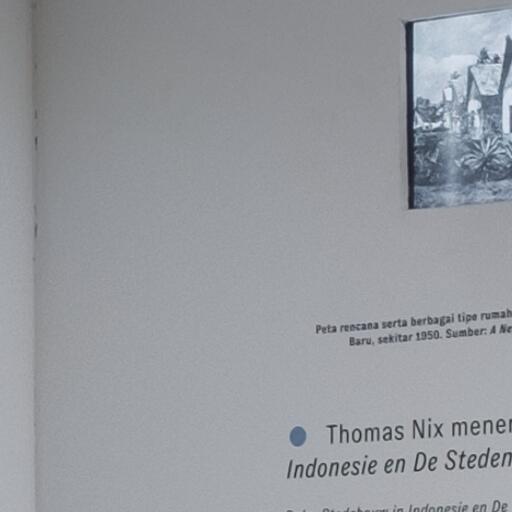 Peta rencana serta berbagai tipe rumah
Baru, sekitar 1950. Sumber: A Ne
Thomas Nix mener
Indonesie en De Steden
Stedebouw in Indonesie en De